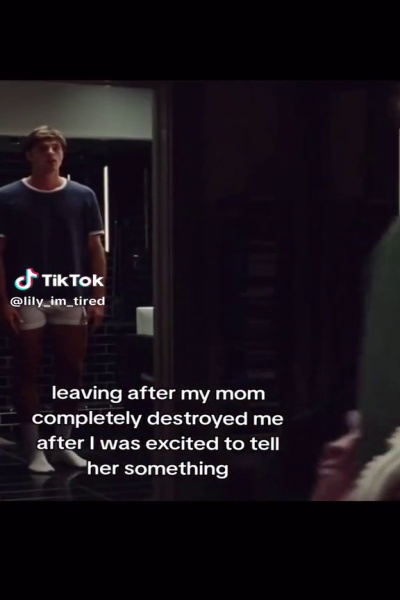 TikTok
@lily_im_tired
leaving after my mom
completely destroyed me
after I was excited to tell
her something